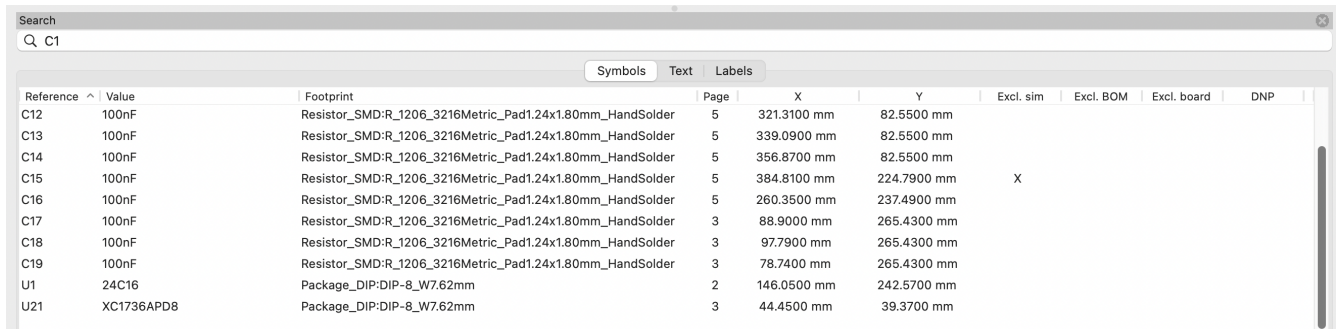 Search
C1
Symbols Text Labels
Reference Value Footprint Page X Y Excl. sim Excl. BOM Excl. board DNP
C12 100nF Resistor_SMD:R_1206_3216Metric_Pad1.24x1.80mm_HandSolder 5 321.3100 mm 82.5500 mm
C13 100nF Resistor_SMD:R_1206_3216Metric_Pad1.24x1.80mm_HandSolder 5 339.0900 mm 82.5500 mm
C14 100nF Resistor_SMD:R_1206_3216Metric_Pad1.24x1.80mm_HandSolder 5 356.8700 mm 82.5500 mm
C15 100nF Resistor_SMD:R_1206_3216Metric_Pad1.24x1.80mm_HandSolder 5 384.8100 mm 224.7900 mm X
C16 100nF Resistor_SMD:R_1206_3216Metric_Pad1.24x1.80mm_HandSolder 5 260.3500 mm 237.4900 mm
C17 100nF Resistor_SMD:R_1206_3216Metric_Pad1.24x1.80mm_HandSolder 3 88.9000 mm 265.4300 mm
C18 100nF Resistor_SMD:R_1206_3216Metric_Pad1.24x1.80mm_HandSolder 3 97.7900 mm 265.4300 mm
C19 100nF Resistor_SMD:R_1206_3216Metric_Pad1.24x1.80mm_HandSolder 3 78.7400 mm 265.4300 mm
U1 24C16 Package_DIP:DIP-8_W7.62mm 2 146.0500 mm 242.5700 mm
U21 XC1736APD8 Package_DIP:DIP-8_W7.62mm 3 44.4500 mm 39.3700 mm